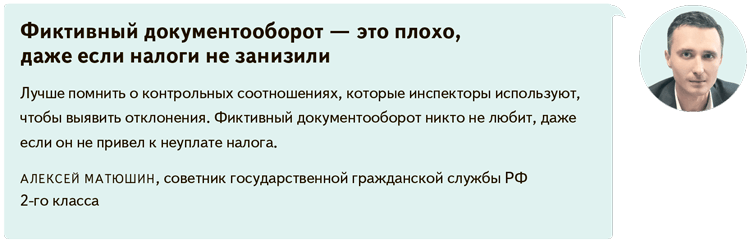 Фиктивный документооборот — это плохо,
даже если налоги не занизили
Лучше помнить о контрольных соотношениях, которые инспекторы используют,
чтобы выявить отклонения. Фиктивный документооборот никто не любит, даже
если он не привел к неуплате налога.
АЛЕКСЕЙ МАТЮШИН, советник государственной гражданской службы РФ
2-го класса